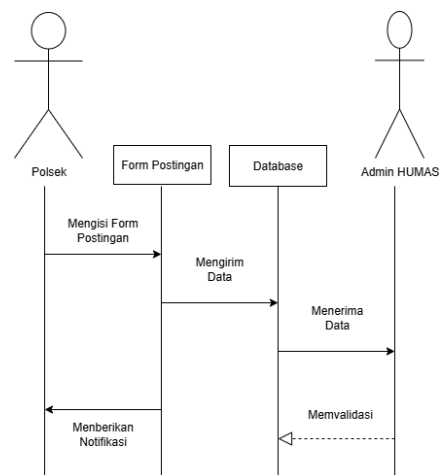 Polsek
Form Postingan
Database
Admin HUMAS
Mengisi Form
Postingan
Mengirim
Data
Menerima
Data
Menberikan
Notifikasi
Memvalidasi